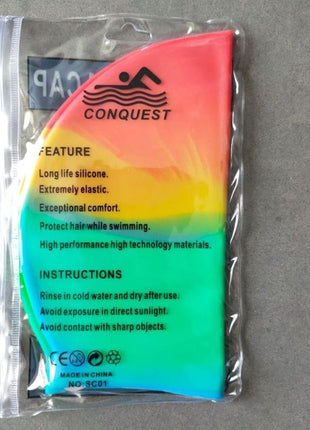 CAP
CONQUEST
FEATURE
Long life silicone.
Extremely elastic.
Exceptional comfort.
Protect hair while swimming.
High performance high technology materials.
INSTRUCTIONS
Rinse in cold water and dry after use.
Avoid exposure in direct sunlight.
Avoid contact with sharp objects.
CE
MADE IN CHINA
NO:SC01